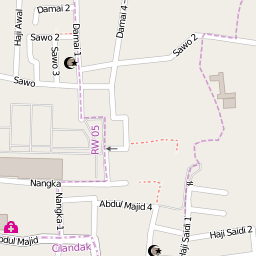 Damai 2
Haji Awal
Damai 4 -
Sawo 2
Damai 1
Sawo 2
Sawo 3
Sawo
RW 05
Nangka
Nangka 1
Abdul Majid 4
Haji Saidi 1
Haji Saidi 2
Abdul Majid
Cilandak